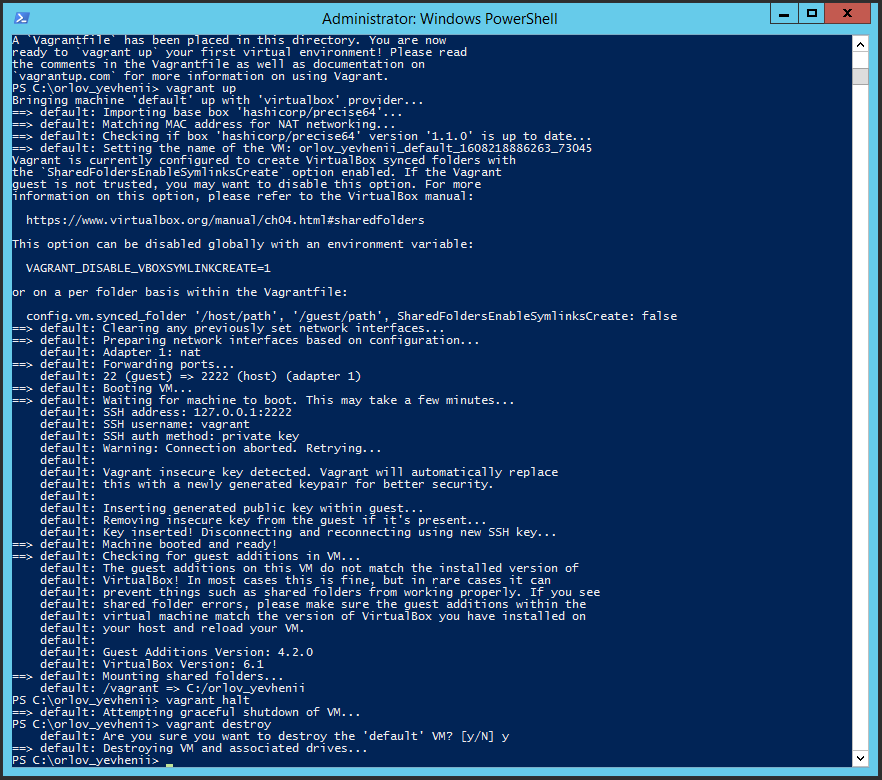 Administrator: Windows PowerShell
A `Vagrantfile` has been placed in this directory. You are now
ready to `vagrant up` your first virtual environment! Please read
the comments in the Vagrantfile as well as documentation on
`vagrantup.com` for more information on using Vagrant.
PS C:\orlov_yevhenii> vagrant up
Bringing machine 'default' up with 'virtualbox' provider...
==> default: Importing base box 'hashicorp/precise64'...
==> default: Matching MAC address for NAT networking...
==> default: Checking if box 'hashicorp/precise64' version '1.1.0' is up to date...
==> default: Setting the name of the VM: orlov_yevhenii_default_1608218886263_73045
Vagrant is currently configured to create VirtualBox synced folders with
the `SharedFoldersEnableSymlinksCreate` option enabled. If the Vagrant
guest is not trusted, you may want to disable this option. For more
information on this option, please refer to the VirtualBox manual:
https://www.virtualbox.org/manual/ch04.html#sharedfolders
This option can be disabled globally with an environment variable:
VAGRANT_DISABLE_VBOXSYMLINKCREATE=1
or on a per folder basis within the Vagrantfile:
config.vm.synced_folder '/host/path', '/guest/path', SharedFoldersEnableSymlinksCreate: false
==> default: Clearing any previously set network interfaces...
==> default: Preparing network interfaces based on configuration...
default: Adapter 1: nat
==> default: Forwarding ports...
default: 22 (guest) => 2222 (host) (adapter 1)
==> default: Booting VM...
==> default: Waiting for machine to boot. This may take a few minutes...
default: SSH address: 127.0.0.1:2222
default: SSH username: vagrant
default: SSH auth method: private key
default: Warning: Connection aborted. Retrying...
default:
default: Vagrant insecure key detected. Vagrant will automatically replace
default: this with a newly generated keypair for better security.
default:
default: Inserting generated public key within guest...
default: Removing insecure key from the guest if it's present...
default: Key inserted! Disconnecting and reconnecting using new SSH key...
==> default: Machine booted and ready!
==> default: Checking for guest additions in VM...
default: The guest additions on this VM do not match the installed version of
default: VirtualBox! In most cases this is fine, but in rare cases it can
default: prevent things such as shared folders from working properly. If you see
default: shared folder errors, please make sure the guest additions within the
default: virtual machine match the version of VirtualBox you have installed on
default: your host and reload your VM.
default:
default: Guest Additions Version: 4.2.0
default: VirtualBox Version: 6.1
==> default: Mounting shared folders...
default: /vagrant => C:/orlov_yevhenii
PS C:\orlov_yevhenii> vagrant halt
==> default: Attempting graceful shutdown of VM...
PS C:\orlov_yevhenii> vagrant destroy
default: Are you sure you want to destroy the 'default' VM? [y/N] y
==> default: Destroying VM and associated drives...
PS C:\orlov_yevhenii> _